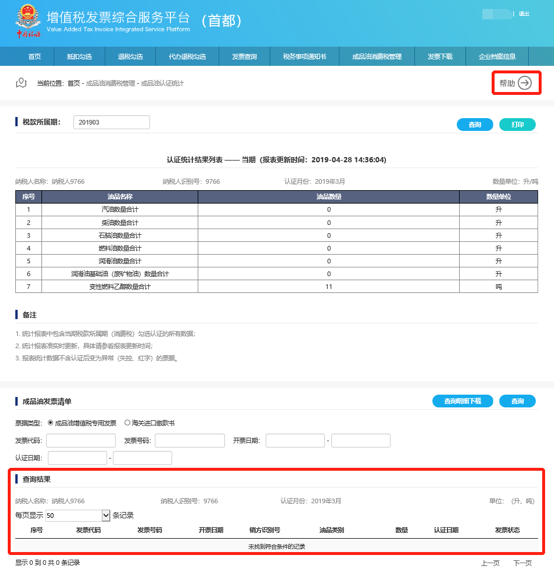 增值税发票综合服务平台 （首都）
Value Added Tax Invoice Integrated Service Platform
| 退出
中国税务
首页 抵扣勾选 退税勾选 代办退税勾选 发票查询 税务事项通知书 成品油消费税管理 发票下载 企业档案信息
当前位置：首页 - 成品油消费税管理 - 成品油认证统计
帮助
税款所属期： 201903 查询 打印
认证统计结果列表 —— 当期（报表更新时间：2019-04-28 14:36:04）
纳税人名称：纳税人9766 纳税人识别号：9766 认证月份：2019年3月 数量单位：升/吨
序号 油品名称 油品数量 数量单位
1 汽油数量合计 0 升
2 柴油数量合计 0 升
3 石脑油数量合计 0 升
4 燃料油数量合计 0 升
5 润滑油数量合计 0 升
6 润滑油基础油（废矿物油）数量合计 0 升
7 变性燃料乙醇数量合计 11 吨
备注
1. 统计报表中包含当期税款所属期（消费税）勾选认证的所有数据；
2. 统计报表准实时更新，具体请参看报表更新时间；
3. 报表统计数据不含认证后变为异常（失控、红字）的票据。
成品油发票清单 查询明细下载 查询
票据类型： 成品油增值税专用发票 海关进口缴款书
发票代码： 发票号码： 开票日期： -
认证日期： -
查询结果
纳税人名称：纳税人9766 纳税人识别号：9766 认证月份：2019年3月 单位：（升、吨）
每页显示 50 条记录
序号 发票代码 发票号码 开票日期 销方识别号 油品类别 数量 认证日期 发票状态
未找到符合条件的记录
显示 0 到 0 共 0 条记录 上一页 下一页